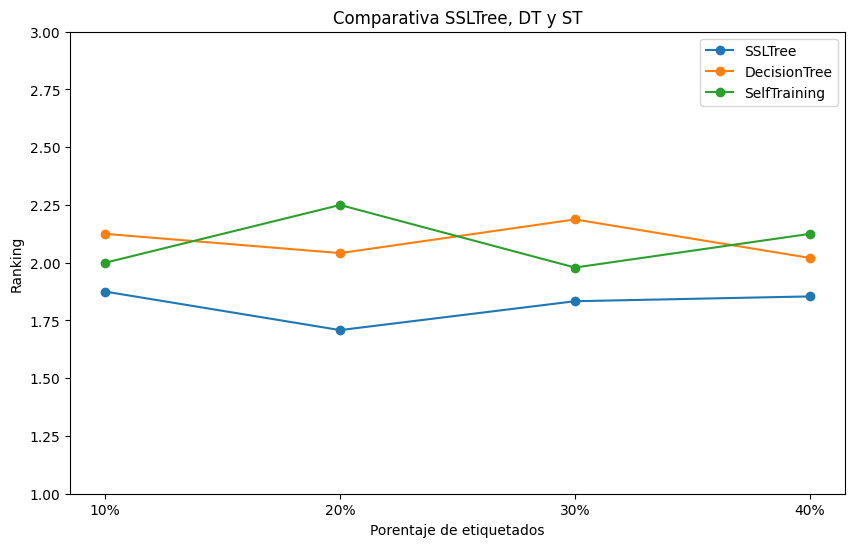 Comparativa SSLTree, DT y ST
SSLTree
DecisionTree
SelfTraining
Ranking
3.00
2.75
2.50
2.25
2.00
1.75
1.50
1.25
1.00
10%
20%
30%
40%
Porentaje de etiquetados